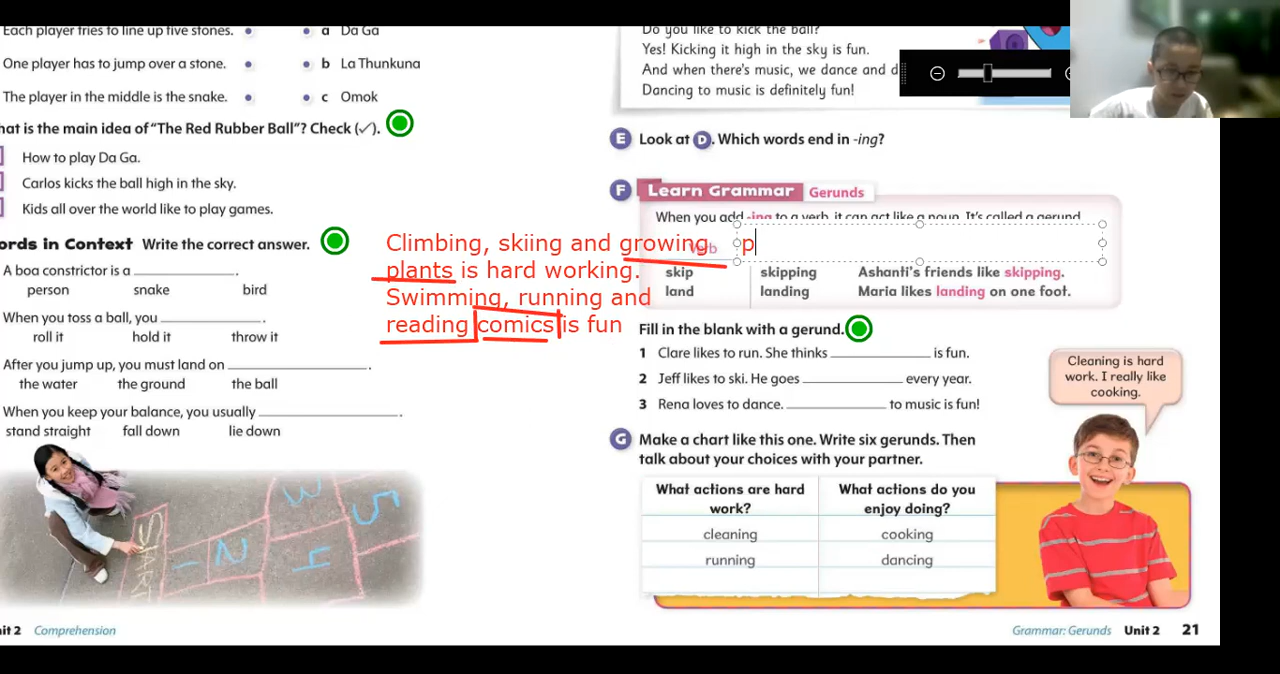 Each player tries to line up five stones.
a Da Ga
One player has to jump over a stone.
b La Thunkuna
The player in the middle is the snake.
c Omok
hat is the main idea of “The Red Rubber Ball”? Check (✓).
How to play Da Ga.
Carlos kicks the ball high in the sky.
Kids all over the world like to play games.
ords in Context Write the correct answer.
A boa constrictor is a ____________.
person snake bird
When you toss a ball, you ____________.
roll it hold it throw it
After you jump up, you must land on ____________.
the water the ground the ball
When you keep your balance, you usually ____________.
stand straight fall down lie down
Climbing, skiing and growing
plants is hard working.
Swimming, running and
reading comics is fun
START
1 2 3 4 5
nit 2 Comprehension
Do you like to kick the ball?
Yes! Kicking it high in the sky is fun.
And when there's music, we dance and d
Dancing to music is definitely fun!
E Look at D. Which words end in -ing?
F Learn Grammar Gerunds
When you add -ing to a verb, it can act like a noun. It's called a gerund.
verb
p
skip skipping Ashanti's friends like skipping.
land landing Maria likes landing on one foot.
Fill in the blank with a gerund.
1 Clare likes to run. She thinks ____________ is fun.
2 Jeff likes to ski. He goes ____________ every year.
3 Rena loves to dance. ____________ to music is fun!
G Make a chart like this one. Write six gerunds. Then
talk about your choices with your partner.
What actions are hard
work?
What actions do you
enjoy doing?
cleaning cooking
running dancing
Cleaning is hard
work. I really like
cooking.
Grammar: Gerunds Unit 2 21